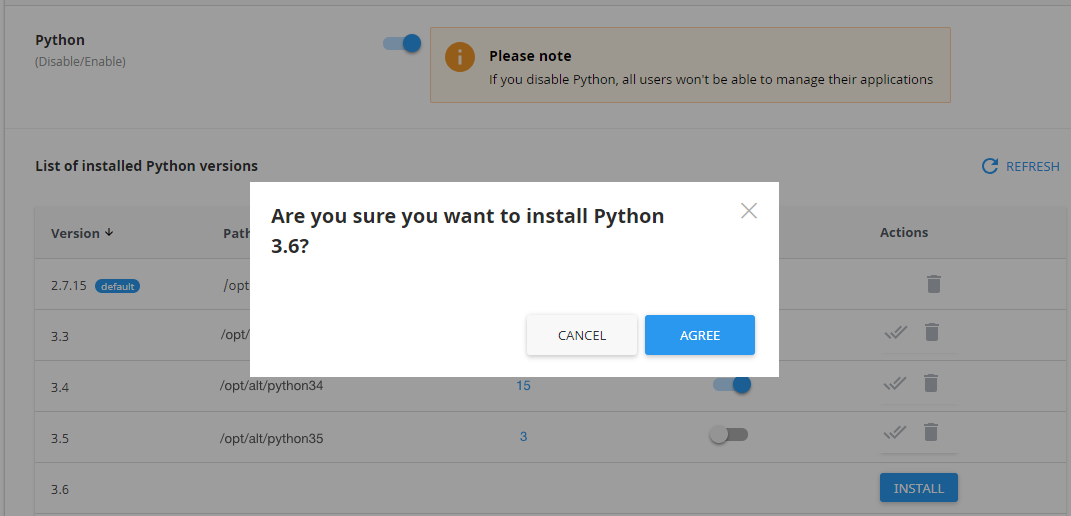 Python
(Disable/Enable)
Please note
If you disable Python, all users won't be able to manage their applications
List of installed Python versions
REFRESH
Are you sure you want to install Python
3.6?
CANCEL
AGREE
Version
Path
Actions
2.7.15 default /opt
3.3 /opt/
3.4 /opt/alt/python34 15
3.5 /opt/alt/python35 3
3.6 INSTALL